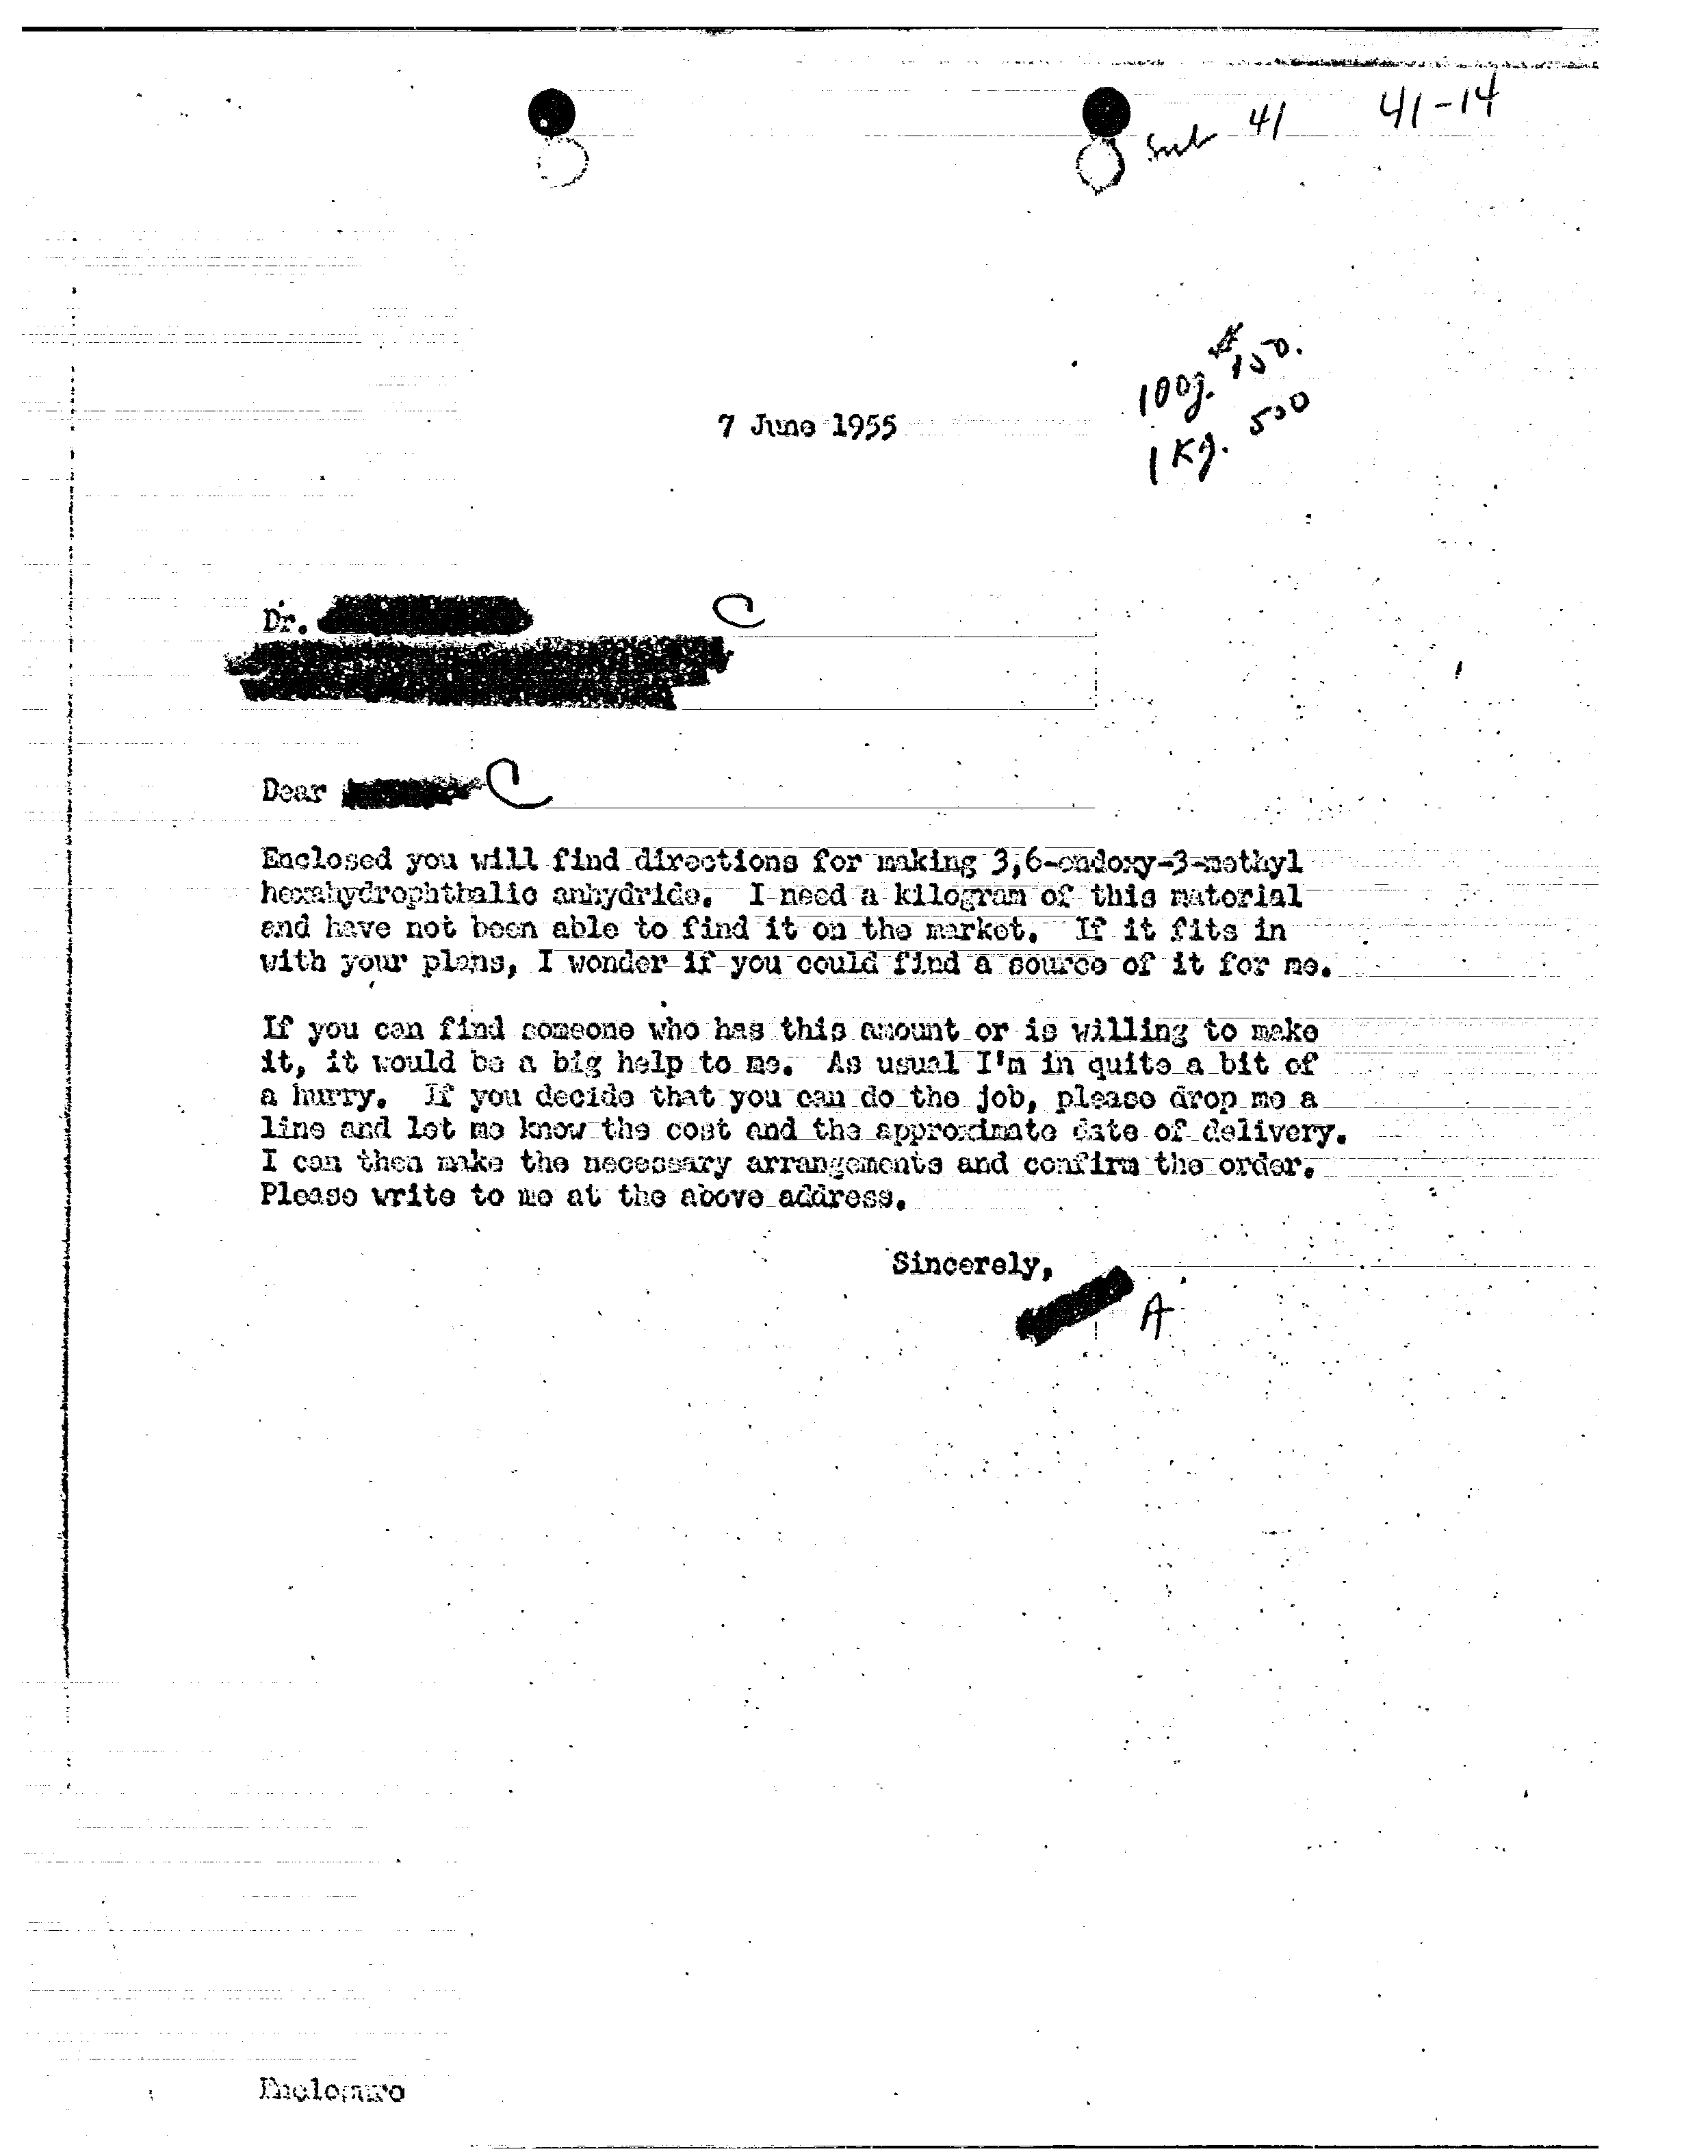 Sub 41 41-14
100g. $150.
1 Kg. 500
7 June 1955
Dr.
C
Dear
C
Enclosed you will find directions for making 3,6-endoxy-3-methyl
hexahydrophthalic anhydride. I need a kilogram of this material
and have not been able to find it on the market. If it fits in
with your plans, I wonder if you could find a source of it for me.
If you can find someone who has this amount or is willing to make
it, it would be a big help to me. As usual I'm in quite a bit of
a hurry. If you decide that you can do the job, please drop me a
line and let me know the cost and the approximate date of delivery.
I can then make the necessary arrangements and confirm the order.
Please write to me at the above address.
Sincerely,
A
Enclosure